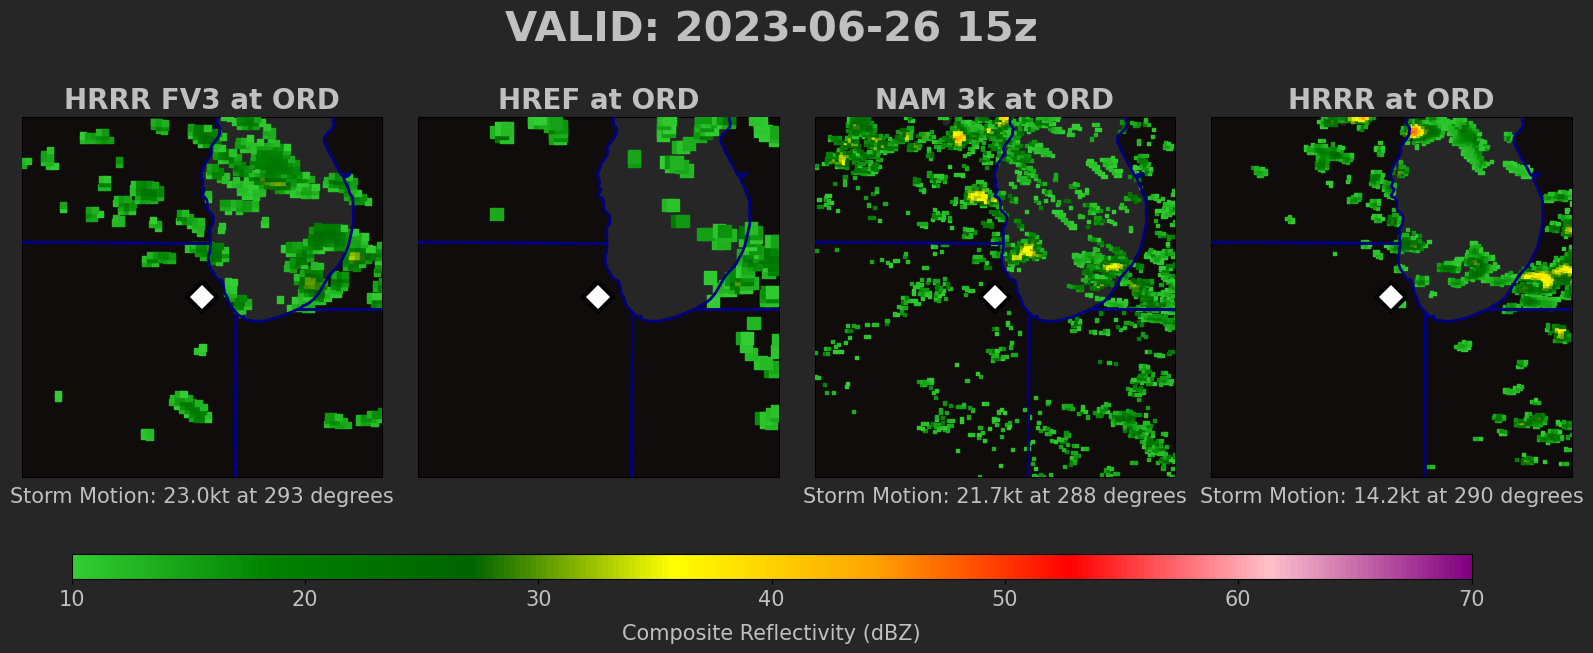 VALID: 2023-06-26 15z
HRRR FV3 at ORD
HREF at ORD
NAM 3k at ORD
HRRR at ORD
Storm Motion: 23.0kt at 293 degrees
Storm Motion: 21.7kt at 288 degrees
Storm Motion: 14.2kt at 290 degrees
10 20 30 40 50 60 70
Composite Reflectivity (dBZ)